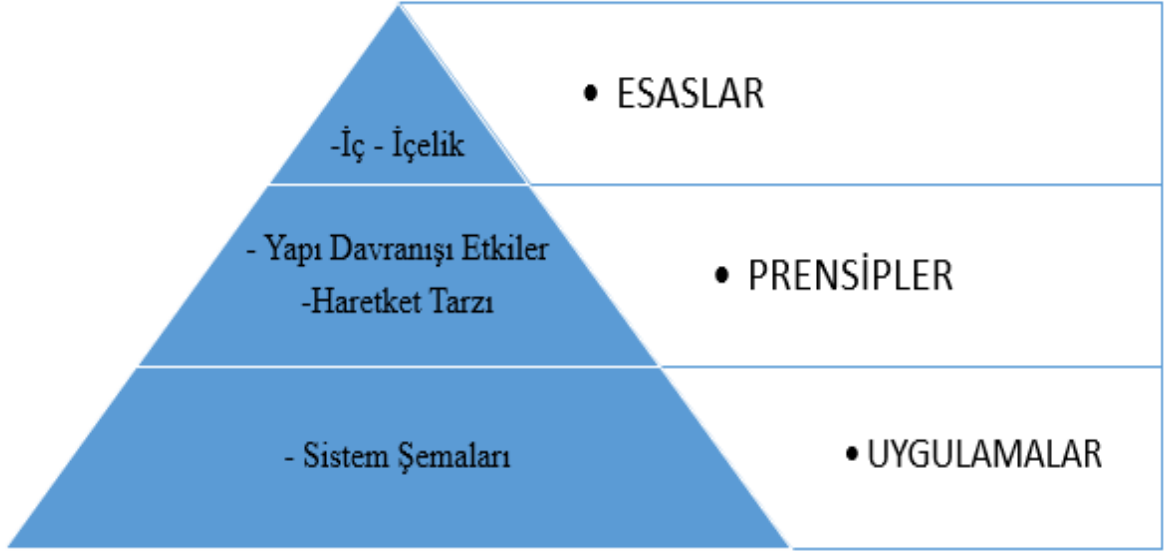 • ESASLAR
-İç - İçelik
- Yapı Davranışı Etkiler
-Haretket Tarzı
• PRENSİPLER
- Sistem Şemaları
• UYGULAMALAR